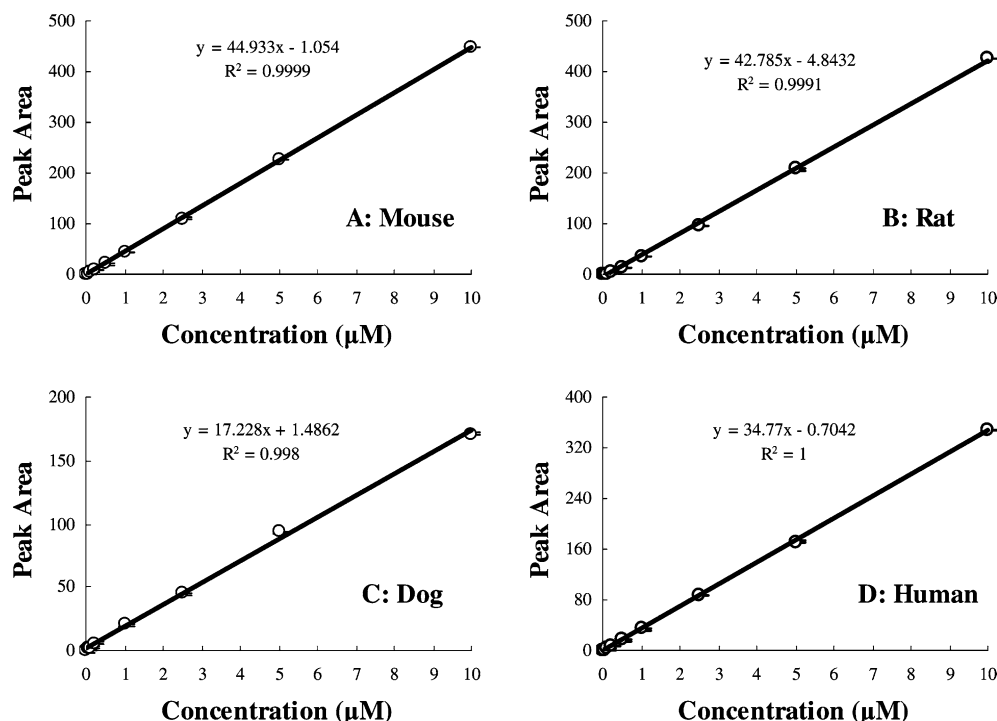 500
400
300
200
100
0
Peak Area
y = 44.933x - 1.054
R² = 0.9999
A: Mouse
0 1 2 3 4 5 6 7 8 9 10
Concentration (μM)
500
400
300
200
100
0
Peak Area
y = 42.785x - 4.8432
R² = 0.9991
B: Rat
0 1 2 3 4 5 6 7 8 9 10
Concentration (μM)
200
150
100
50
0
Peak Area
y = 17.228x + 1.4862
R² = 0.998
C: Dog
0 1 2 3 4 5 6 7 8 9 10
Concentration (μM)
400
320
240
160
80
0
Peak Area
y = 34.77x - 0.7042
R² = 1
D: Human
0 1 2 3 4 5 6 7 8 9 10
Concentration (μM)